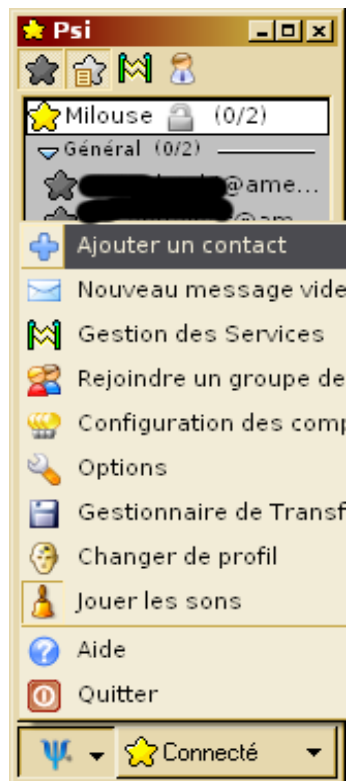 Psi
Milouse (0/2)
Général (0/2)
@ame...
Ajouter un contact
Nouveau message vide
Gestion des Services
Rejoindre un groupe de
Configuration des comp
Options
Gestionnaire de Transf
Changer de profil
Jouer les sons
Aide
Quitter
Connecté